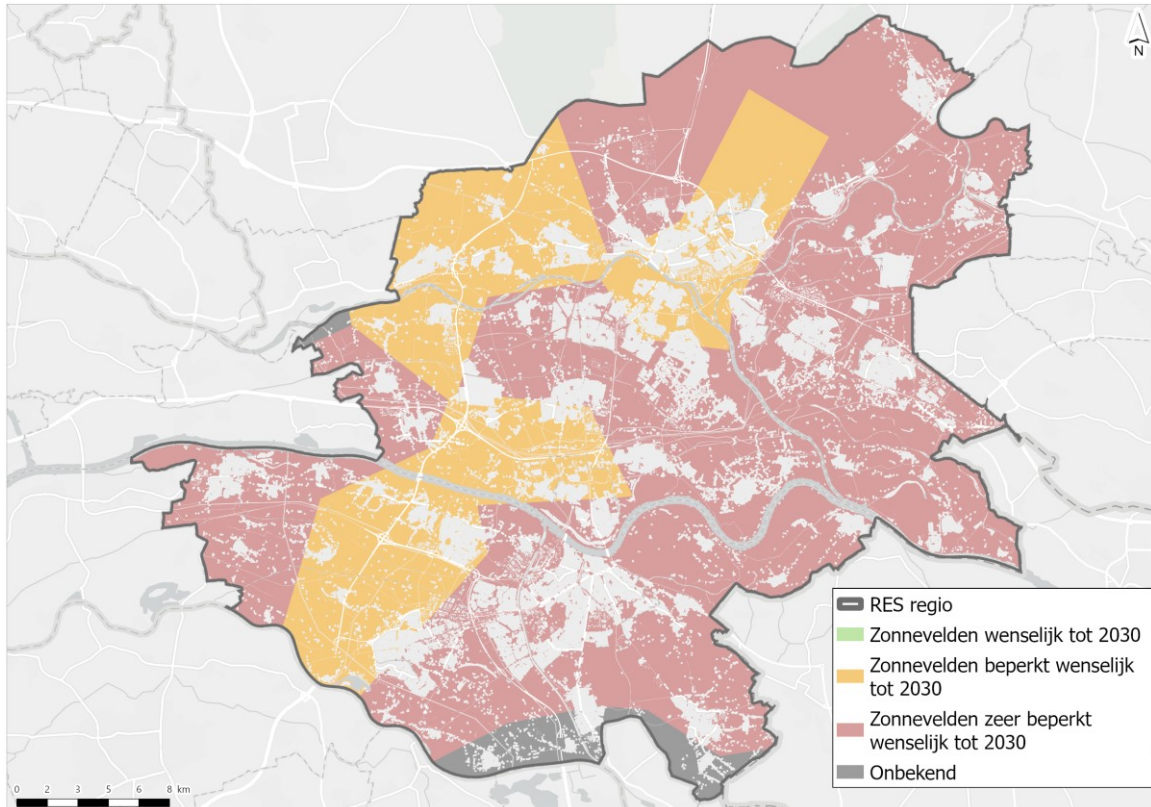 N
RES regio
Zonnevelden wenselijk tot 2030
Zonnevelden beperkt wenselijk
tot 2030
Zonnevelden zeer beperkt
wenselijk tot 2030
Onbekend
0 2 3 5 6 8 km